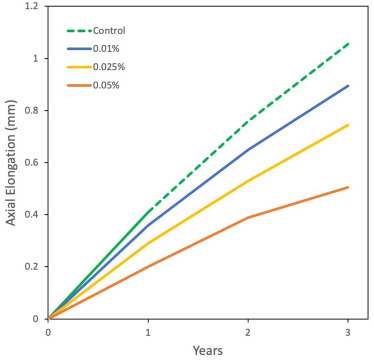 1.2
1
0.8
0.6
0.4
0.2
0
Axial Elongation (mm)
Control
0.01%
0.025%
0.05%
0 1 2 3
Years